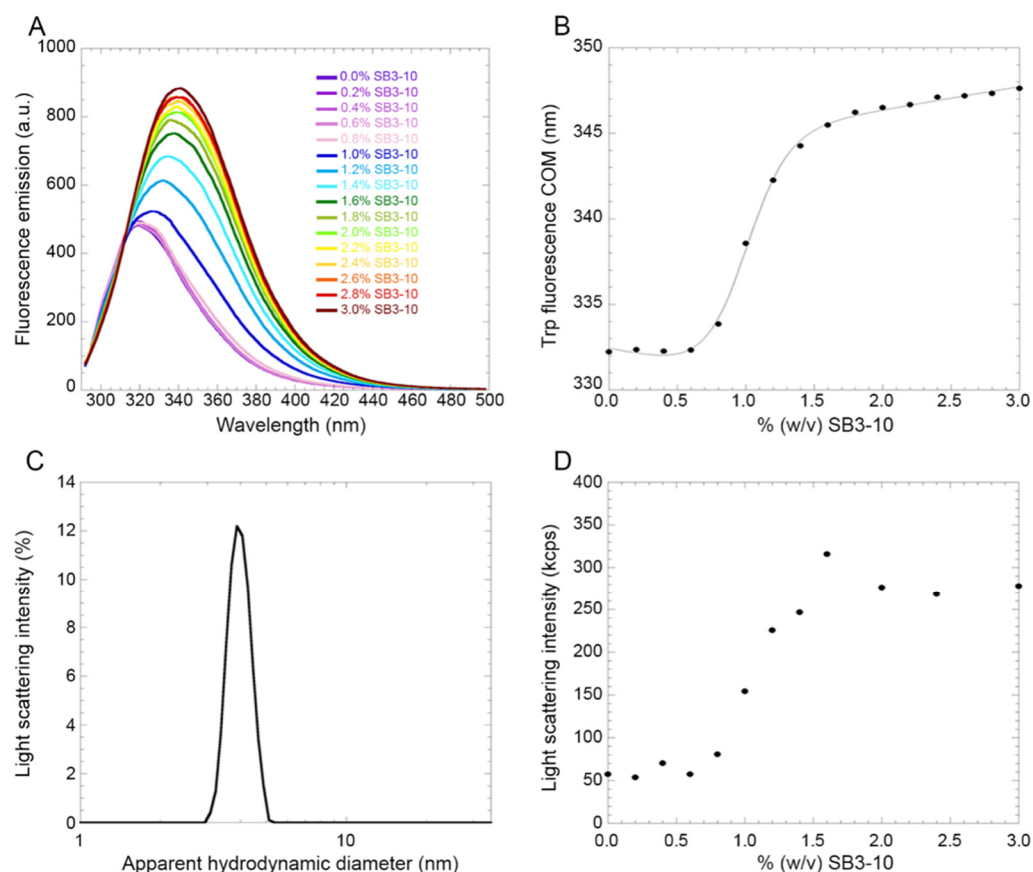 A
Fluorescence emission (a.u.)
1000
800
600
400
200
0
300 320 340 360 380 400 420 440 460 480 500
Wavelength (nm)
0.0% SB3-10
0.2% SB3-10
0.4% SB3-10
0.6% SB3-10
0.8% SB3-10
1.0% SB3-10
1.2% SB3-10
1.4% SB3-10
1.6% SB3-10
1.8% SB3-10
2.0% SB3-10
2.2% SB3-10
2.4% SB3-10
2.6% SB3-10
2.8% SB3-10
3.0% SB3-10
B
Trp fluorescence COM (nm)
350
345
340
335
330
0.0 0.5 1.0 1.5 2.0 2.5 3.0
% (w/v) SB3-10
C
Light scattering intensity (%)
14
12
10
8
6
4
2
0
1 10
Apparent hydrodynamic diameter (nm)
D
Light scattering intensity (kcps)
400
350
300
250
200
150
100
50
0
0.0 0.5 1.0 1.5 2.0 2.5 3.0
% (w/v) SB3-10